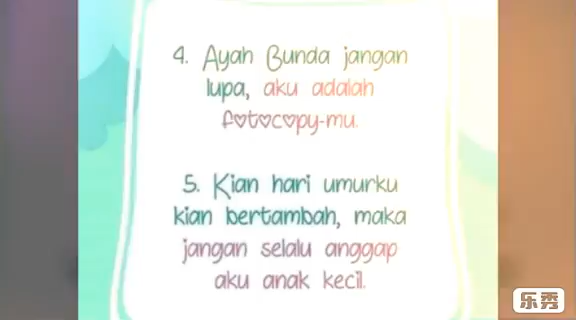 4. Ayah Bunda jangan
lupa, aku adalah
fotocopy-mu.
5. Kian hari umurku
kian bertambah, maka
jangan selalu anggap
aku anak kecil.
乐秀